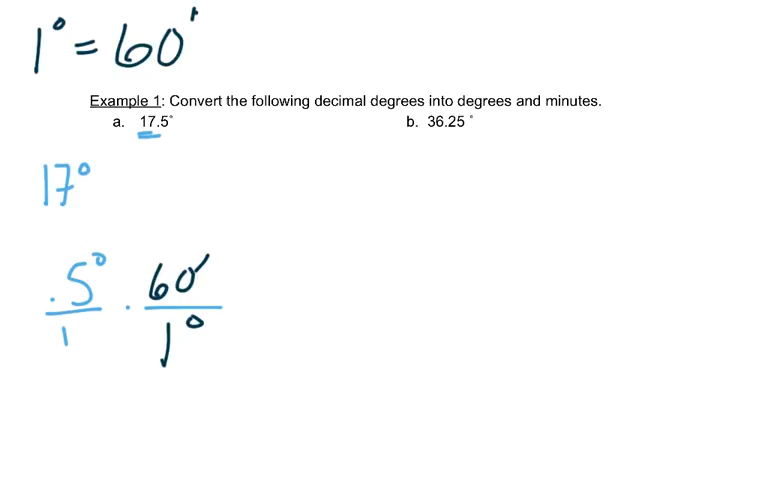 1° = 60'
Example 1: Convert the following decimal degrees into degrees and minutes.
a. 17.5° b. 36.25 °
17°
.5° / 1 · 60' / 1°